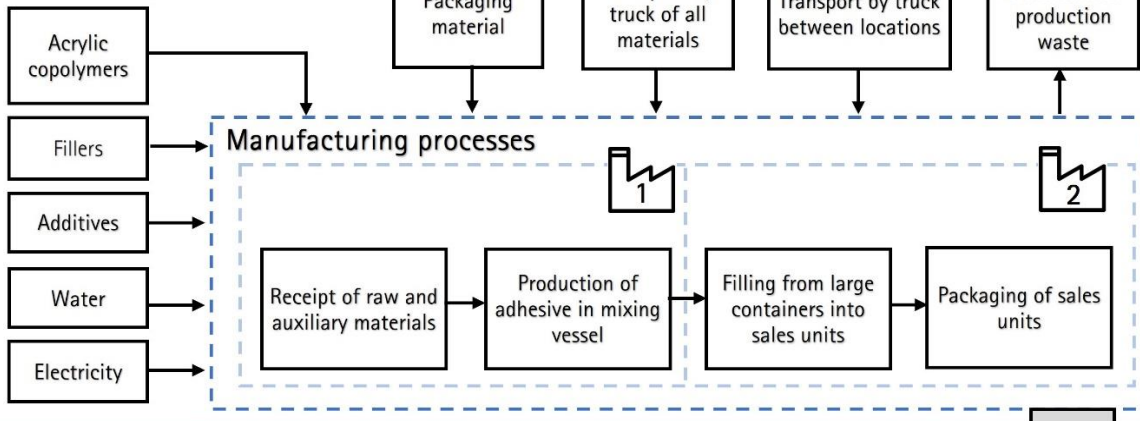 Acrylic
copolymers
Packaging
material
truck of all
materials
Transport by truck
between locations
production
waste
Fillers
Additives
Water
Electricity
Manufacturing processes
1
2
Receipt of raw and
auxiliary materials
Production of
adhesive in mixing
vessel
Filling from large
containers into
sales units
Packaging of sales
units